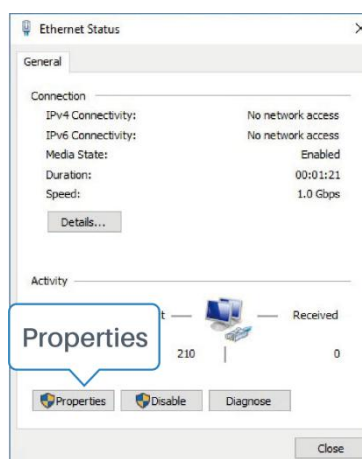 Ethernet Status
General
Connection
IPv4 Connectivity: No network access
IPv6 Connectivity: No network access
Media State: Enabled
Duration: 00:01:21
Speed: 1.0 Gbps
Details...
Activity
Received
Properties
210 0
Properties Disable Diagnose
Close